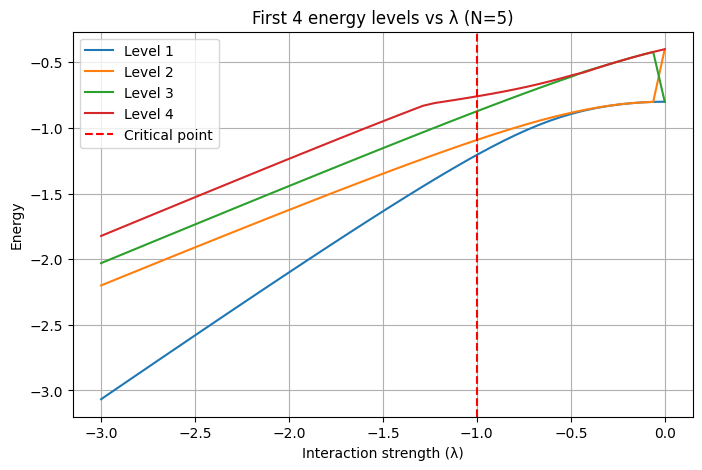 First 4 energy levels vs λ (N=5)
Level 1
Level 2
Level 3
Level 4
Critical point
Energy
−0.5
−1.0
−1.5
−2.0
−2.5
−3.0
−3.0 −2.5 −2.0 −1.5 −1.0 −0.5 0.0
Interaction strength (λ)